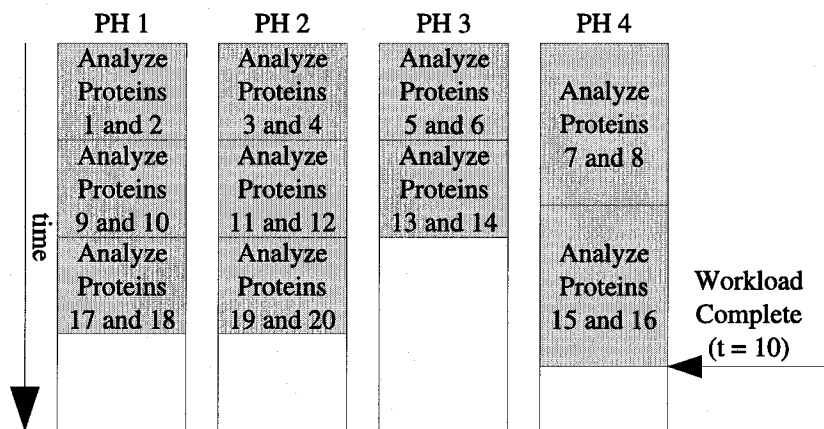 PH 1
PH 2
PH 3
PH 4
Analyze
Proteins
1 and 2
Analyze
Proteins
9 and 10
Analyze
Proteins
17 and 18
Analyze
Proteins
3 and 4
Analyze
Proteins
11 and 12
Analyze
Proteins
19 and 20
Analyze
Proteins
5 and 6
Analyze
Proteins
13 and 14
Analyze
Proteins
7 and 8
Analyze
Proteins
15 and 16
time
Workload
Complete
(t = 10)